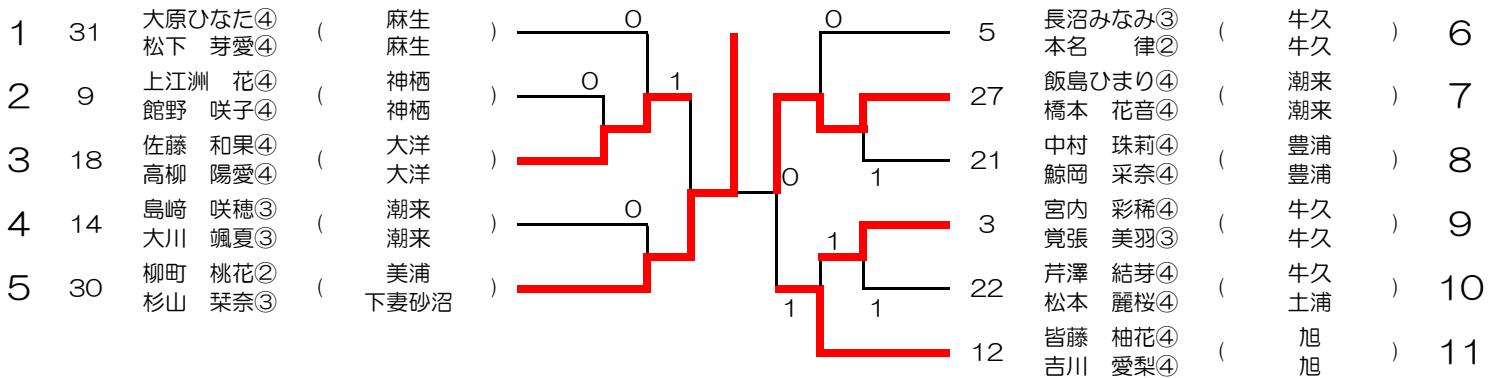 1 31 大原ひなた④ ( 麻生 )
松下 芽愛④ 麻生
2 9 上江洲 花④ ( 神栖 )
館野 咲子④ 神栖
3 18 佐藤 和果④ ( 大洋 )
高柳 陽愛④ 大洋
4 14 島﨑 咲穂③ ( 潮来 )
大川 颯夏③ 潮来
5 30 柳町 桃花② ( 美浦 )
杉山 栞奈③ 下妻砂沼
0
0
1
0
0
0
1
1
1
1
5 長沼みなみ③ ( 牛久 ) 6
本名 律② 牛久
27 飯島ひまり④ ( 潮来 ) 7
橋本 花音④ 潮来
21 中村 珠莉④ ( 豊浦 ) 8
鯨岡 采奈④ 豊浦
3 宮内 彩稀④ ( 牛久 ) 9
覚張 美羽③ 牛久
22 芹澤 結芽④ ( 牛久 ) 10
松本 麗桜④ 土浦
12 皆藤 柚花④ ( 旭 ) 11
吉川 愛梨④ 旭